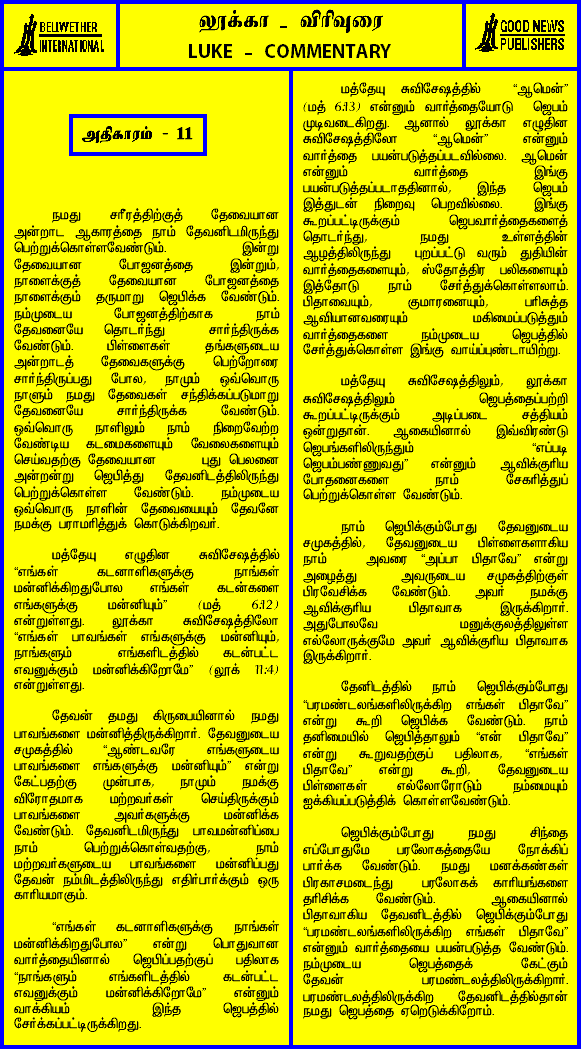 BELLWETHER
INTERNATIONAL
லூக்கா - விரிவுரை
LUKE - COMMENTARY
GOOD NEWS
PUBLISHERS
அதிகாரம் - 11
நமது சரீரத்திற்குத் தேவையான
அன்றாட ஆகாரத்தை நாம் தேவனிடமிருந்து
பெற்றுக்கொள்ளவேண்டும். இன்று
தேவையான போஜனத்தை இன்றும்,
நாளைக்குத் தேவையான போஜனத்தை
நாளைக்கும் தருமாறு ஜெபிக்க வேண்டும்.
நம்முடைய போஜனத்திற்காக நாம்
தேவனையே தொடர்ந்து சார்ந்திருக்க
வேண்டும். பிள்ளைகள் தங்களுடைய
அன்றாடத் தேவைகளுக்கு பெற்றோரை
சார்ந்திருப்பது போல, நாமும் ஒவ்வொரு
நாளும் நமது தேவைகள் சந்திக்கப்படுமாறு
தேவனையே சார்ந்திருக்க வேண்டும்.
ஒவ்வொரு நாளிலும் நாம் நிறைவேற்ற
வேண்டிய கடமைகளையும் வேலைகளையும்
செய்வதற்கு தேவையான புது பெலனை
அன்றன்று ஜெபித்து தேவனிடத்திலிருந்து
பெற்றுக்கொள்ள வேண்டும். நம்முடைய
ஒவ்வொரு நாளின் தேவையையும் தேவனே
நமக்கு பராமரித்துக் கொடுக்கிறவர்.
மத்தேயு எழுதின சுவிசேஷத்தில்
"எங்கள் கடனாளிகளுக்கு நாங்கள்
மன்னிக்கிறதுபோல எங்கள் கடன்களை
எங்களுக்கு மன்னியும்" (மத் 6:12)
என்றுள்ளது. லூக்கா சுவிசேஷத்திலோ
"எங்கள் பாவங்கள் எங்களுக்கு மன்னியும்,
நாங்களும் எங்களிடத்தில் கடன்பட்ட
எவனுக்கும் மன்னிக்கிறோமே" (லூக் 11:4)
என்றுள்ளது.
தேவன் தமது கிருபையினால் நமது
பாவங்களை மன்னித்திருக்கிறார். தேவனுடைய
சமுகத்தில் "ஆண்டவரே எங்களுடைய
பாவங்களை எங்களுக்கு மன்னியும்" என்று
கேட்பதற்கு முன்பாக, நாமும் நமக்கு
விரோதமாக மற்றவர்கள் செய்திருக்கும்
பாவங்களை அவர்களுக்கு மன்னிக்க
வேண்டும். தேவனிடமிருந்து பாவமன்னிப்பை
நாம் பெற்றுக்கொள்வதற்கு, நாம்
மற்றவர்களுடைய பாவங்களை மன்னிப்பது
தேவன் நம்மிடத்திலிருந்து எதிர்பார்க்கும் ஒரு
காரியமாகும்.
"எங்கள் கடனாளிகளுக்கு நாங்கள்
மன்னிக்கிறதுபோல" என்று பொதுவான
வார்த்தையினால் ஜெபிப்பதற்குப் பதிலாக
"நாங்களும் எங்களிடத்தில் கடன்பட்ட
எவனுக்கும் மன்னிக்கிறோமே" என்னும்
வாக்கியம் இந்த ஜெபத்தில்
சேர்க்கப்பட்டிருக்கிறது.
மத்தேயு சுவிசேஷத்தில் "ஆமென்"
(மத் 6:13) என்னும் வார்த்தையோடு ஜெபம்
முடிவடைகிறது. ஆனால் லூக்கா எழுதின
சுவிசேஷத்திலோ "ஆமென்" என்னும்
வார்த்தை பயன்படுத்தப்படவில்லை. ஆமென்
என்னும் வார்த்தை இங்கு
பயன்படுத்தப்படாததினால், இந்த ஜெபம்
இத்துடன் நிறைவு பெறவில்லை. இங்கு
கூறப்பட்டிருக்கும் ஜெபவார்த்தைகளைத்
தொடர்ந்து, நமது உள்ளத்தின்
ஆழத்திலிருந்து புறப்பட்டு வரும் துதியின்
வார்த்தைகளையும், ஸ்தோத்திர பலிகளையும்
இத்தோடு நாம் சேர்த்துக்கொள்ளலாம்.
பிதாவையும், குமாரனையும், பரிசுத்த
ஆவியானவரையும் மகிமைப்படுத்தும்
வார்த்தைகளை நம்முடைய ஜெபத்தில்
சேர்த்துக்கொள்ள இங்கு வாய்ப்புண்டாயிற்று.
மத்தேயு சுவிசேஷத்திலும், லூக்கா
சுவிசேஷத்திலும் ஜெபத்தைப்பற்றி
கூறப்பட்டிருக்கும் அடிப்படை சத்தியம்
ஒன்றுதான். ஆகையினால் இவ்விரண்டு
ஜெபங்களிலிருந்தும் "எப்படி
ஜெபம்பண்ணுவது" என்னும் ஆவிக்குரிய
போதனைகளை நாம் சேகரித்துப்
பெற்றுக்கொள்ள வேண்டும்.
நாம் ஜெபிக்கும்போது தேவனுடைய
சமுகத்தில், தேவனுடைய பிள்ளைகளாகிய
நாம் அவரை "அப்பா பிதாவே" என்று
அழைத்து அவருடைய சமுகத்திற்குள்
பிரவேசிக்க வேண்டும். அவர் நமக்கு
ஆவிக்குரிய பிதாவாக இருக்கிறார்.
அதுபோலவே மனுக்குலத்திலுள்ள
எல்லோருக்குமே அவர் ஆவிக்குரிய பிதாவாக
இருக்கிறார்.
தேனிடத்தில் நாம் ஜெபிக்கும்போது
"பரமண்டலங்களிலிருக்கிற எங்கள் பிதாவே"
என்று கூறி ஜெபிக்க வேண்டும். நாம்
தனிமையில் ஜெபித்தாலும் "என் பிதாவே"
என்று கூறுவதற்குப் பதிலாக, "எங்கள்
பிதாவே" என்று கூறி, தேவனுடைய
பிள்ளைகள் எல்லோரோடும் நம்மையும்
ஐக்கியப்படுத்திக் கொள்ளவேண்டும்.
ஜெபிக்கும்போது நமது சிந்தை
எப்போதுமே பரலோகத்தையே நோக்கிப்
பார்க்க வேண்டும். நமது மனக்கண்கள்
பிரகாசமடைந்து பரலோகக் காரியங்களை
தரிசிக்க வேண்டும். ஆகையினால்
பிதாவாகிய தேவனிடத்தில் ஜெபிக்கும்போது
"பரமண்டலங்களிலிருக்கிற எங்கள் பிதாவே"
என்னும் வார்த்தையை பயன்படுத்த வேண்டும்.
நம்முடைய ஜெபத்தைக் கேட்கும்
தேவன் பரமண்டலத்திலிருக்கிறார்.
பரமண்டலத்திலிருக்கிற தேவனிடத்தில்தான்
நமது ஜெபத்தை ஏறெடுக்கிறோம்.